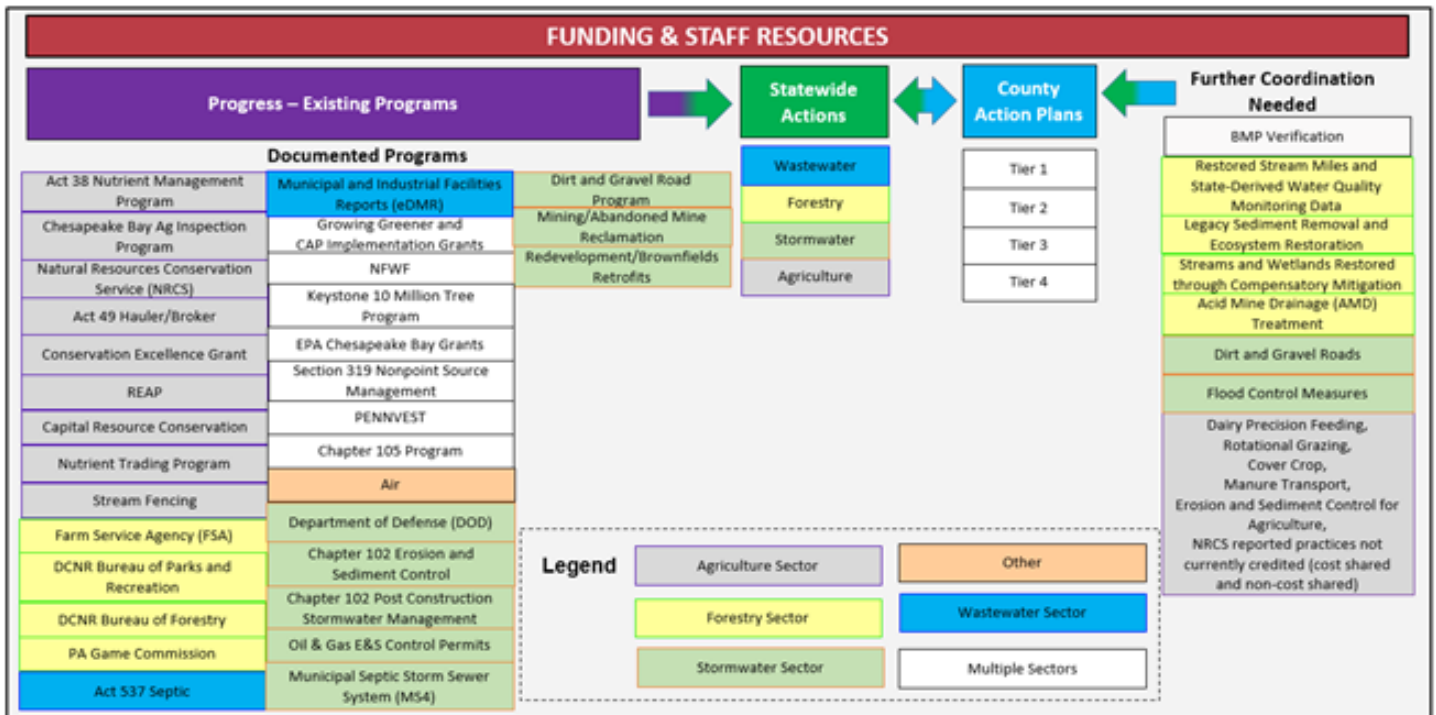 FUNDING & STAFF RESOURCES
Progress – Existing Programs
Statewide
Actions
County
Action Plans
Further Coordination
Needed
Documented Programs
Act 38 Nutrient Management
Program
Chesapeake Bay Ag Inspection
Program
Natural Resources Conservation
Service (NRCS)
Act 49 Hauler/Broker
Conservation Excellence Grant
REAP
Capital Resource Conservation
Nutrient Trading Program
Stream Fencing
Farm Service Agency (FSA)
DCNR Bureau of Parks and
Recreation
DCNR Bureau of Forestry
PA Game Commission
Act 537 Septic
Municipal and Industrial Facilities
Reports (eDMR)
Growing Greener and
CAP Implementation Grants
NFWF
Keystone 10 Million Tree
Program
EPA Chesapeake Bay Grants
Section 319 Nonpoint Source
Management
PENNVEST
Chapter 105 Program
Air
Department of Defense (DOD)
Chapter 102 Erosion and
Sediment Control
Chapter 102 Post Construction
Stormwater Management
Oil & Gas E&S Control Permits
Municipal Septic Storm Sewer
System (MS4)
Dirt and Gravel Road
Program
Mining/Abandoned Mine
Reclamation
Redevelopment/Brownfields
Retrofits
Wastewater
Forestry
Stormwater
Agriculture
Tier 1
Tier 2
Tier 3
Tier 4
BMP Verification
Restored Stream Miles and
State-Derived Water Quality
Monitoring Data
Legacy Sediment Removal and
Ecosystem Restoration
Streams and Wetlands Restored
through Compensatory Mitigation
Acid Mine Drainage (AMD)
Treatment
Dirt and Gravel Roads
Flood Control Measures
Dairy Precision Feeding,
Rotational Grazing,
Cover Crop,
Manure Transport,
Erosion and Sediment Control for
Agriculture,
NRCS reported practices not
currently credited (cost shared
and non-cost shared)
Legend
Agriculture Sector
Other
Forestry Sector
Wastewater Sector
Stormwater Sector
Multiple Sectors